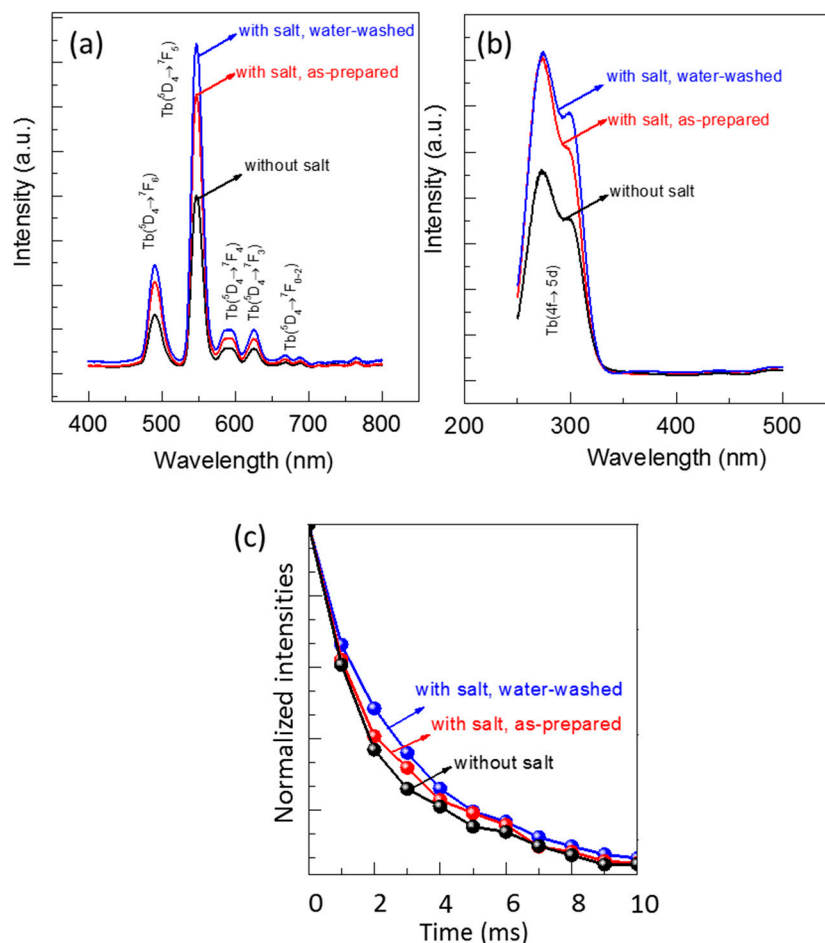 (a)
with salt, water-washed
with salt, as-prepared
without salt
Tb(⁵D₄→⁷F₆)
Tb(⁵D₄→⁷F₅)
Tb(⁵D₄→⁷F₄)
Tb(⁵D₄→⁷F₃)
Tb(⁵D₄→⁷F₀₋₂)
Intensity (a.u.)
400 500 600 700 800
Wavelength (nm)
(b)
with salt, water-washed
with salt, as-prepared
without salt
Tb(4f→ 5d)
Intensity (a.u.)
200 300 400 500
Wavelength (nm)
(c)
with salt, water-washed
with salt, as-prepared
without salt
Normalized intensities
0 2 4 6 8 10
Time (ms)